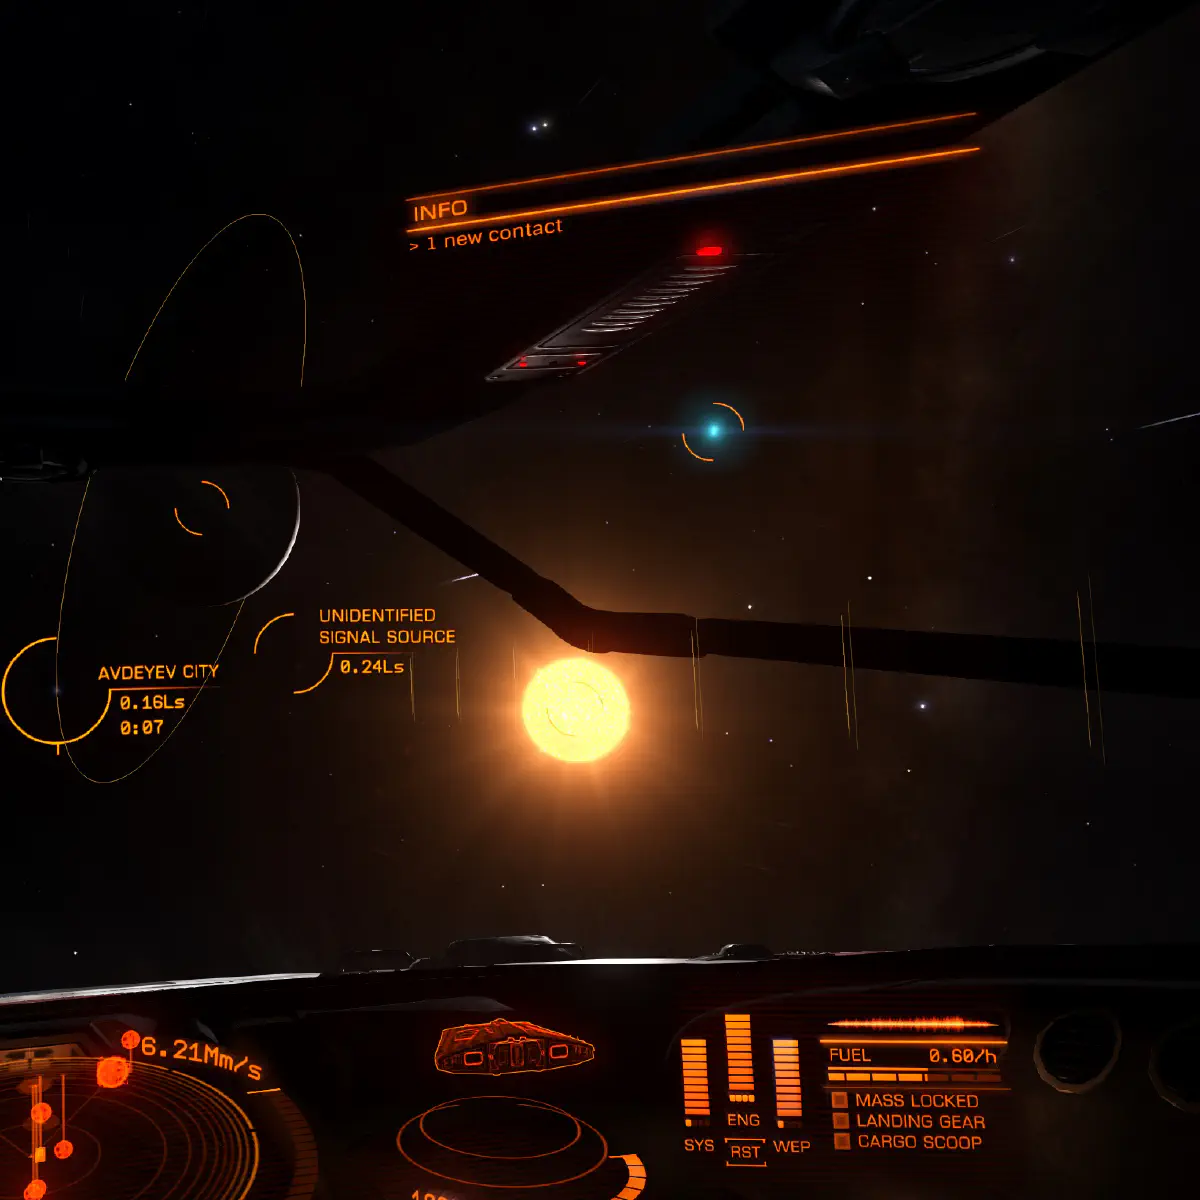 INFO
> 1 new contact
UNIDENTIFIED
SIGNAL SOURCE
0.24Ls
AVDEYEV CITY
0.16Ls
0:07
6.21Mm/s
FUEL 0.60/h
MASS LOCKED
LANDING GEAR
CARGO SCOOP
ENG
SYS RST WEP